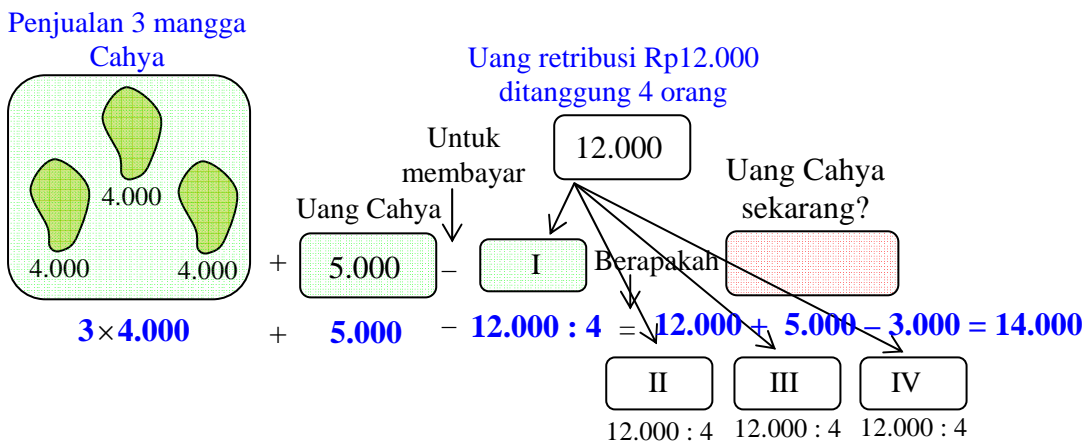 Penjualan 3 mangga
Cahya
Uang retribusi Rp12.000
ditanggung 4 orang
Untuk
membayar
12.000
Uang Cahya
sekarang?
4.000
4.000
4.000
Uang Cahya
+ 5.000 – I Berapakah
3×4.000 + 5.000 – 12.000 : 4 = 12.000 + 5.000 – 3.000 = 14.000
II III IV
12.000 : 4 12.000 : 4 12.000 : 4